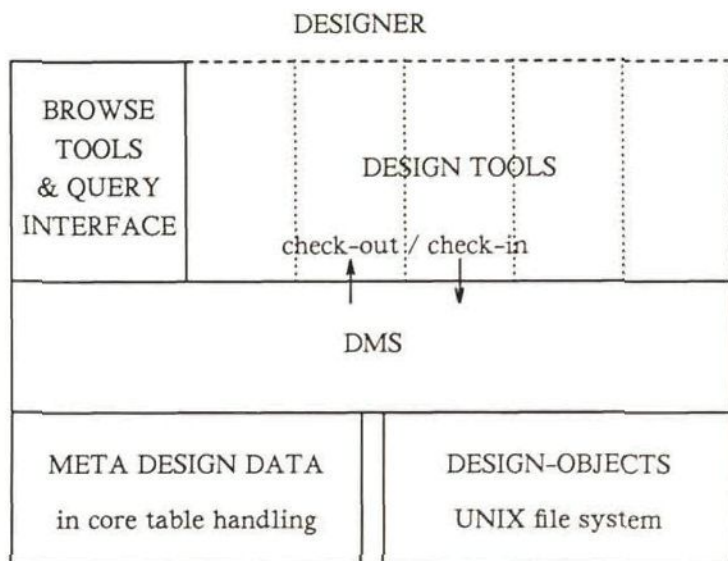 DESIGNER
BROWSE
TOOLS
& QUERY
INTERFACE
DESIGN TOOLS
check-out / check-in
DMS
META DESIGN DATA
in core table handling
DESIGN-OBJECTS
UNIX file system